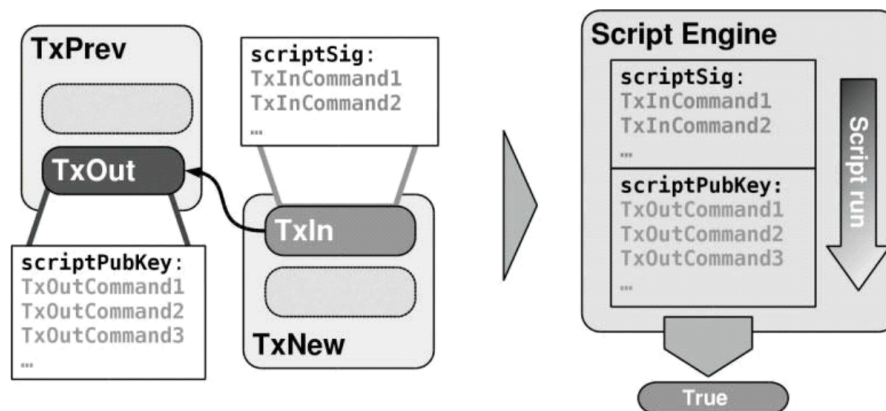 TxPrev
TxOut
scriptPubKey:
TxOutCommand1
TxOutCommand2
TxOutCommand3
…
scriptSig:
TxInCommand1
TxInCommand2
…
TxIn
TxNew
Script Engine
scriptSig:
TxInCommand1
TxInCommand2
…
scriptPubKey:
TxOutCommand1
TxOutCommand2
TxOutCommand3
…
Script run
True